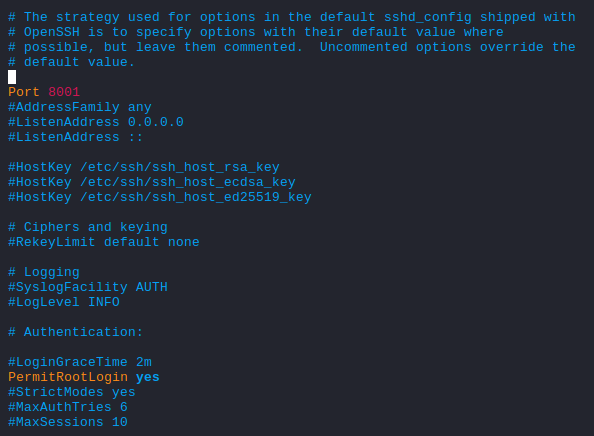 # The strategy used for options in the default sshd_config shipped with
# OpenSSH is to specify options with their default value where
# possible, but leave them commented.  Uncommented options override the
# default value.
Port 8001
#AddressFamily any
#ListenAddress 0.0.0.0
#ListenAddress ::
#HostKey /etc/ssh/ssh_host_rsa_key
#HostKey /etc/ssh/ssh_host_ecdsa_key
#HostKey /etc/ssh/ssh_host_ed25519_key
# Ciphers and keying
#RekeyLimit default none
# Logging
#SyslogFacility AUTH
#LogLevel INFO
# Authentication:
#LoginGraceTime 2m
PermitRootLogin yes
#StrictModes yes
#MaxAuthTries 6
#MaxSessions 10